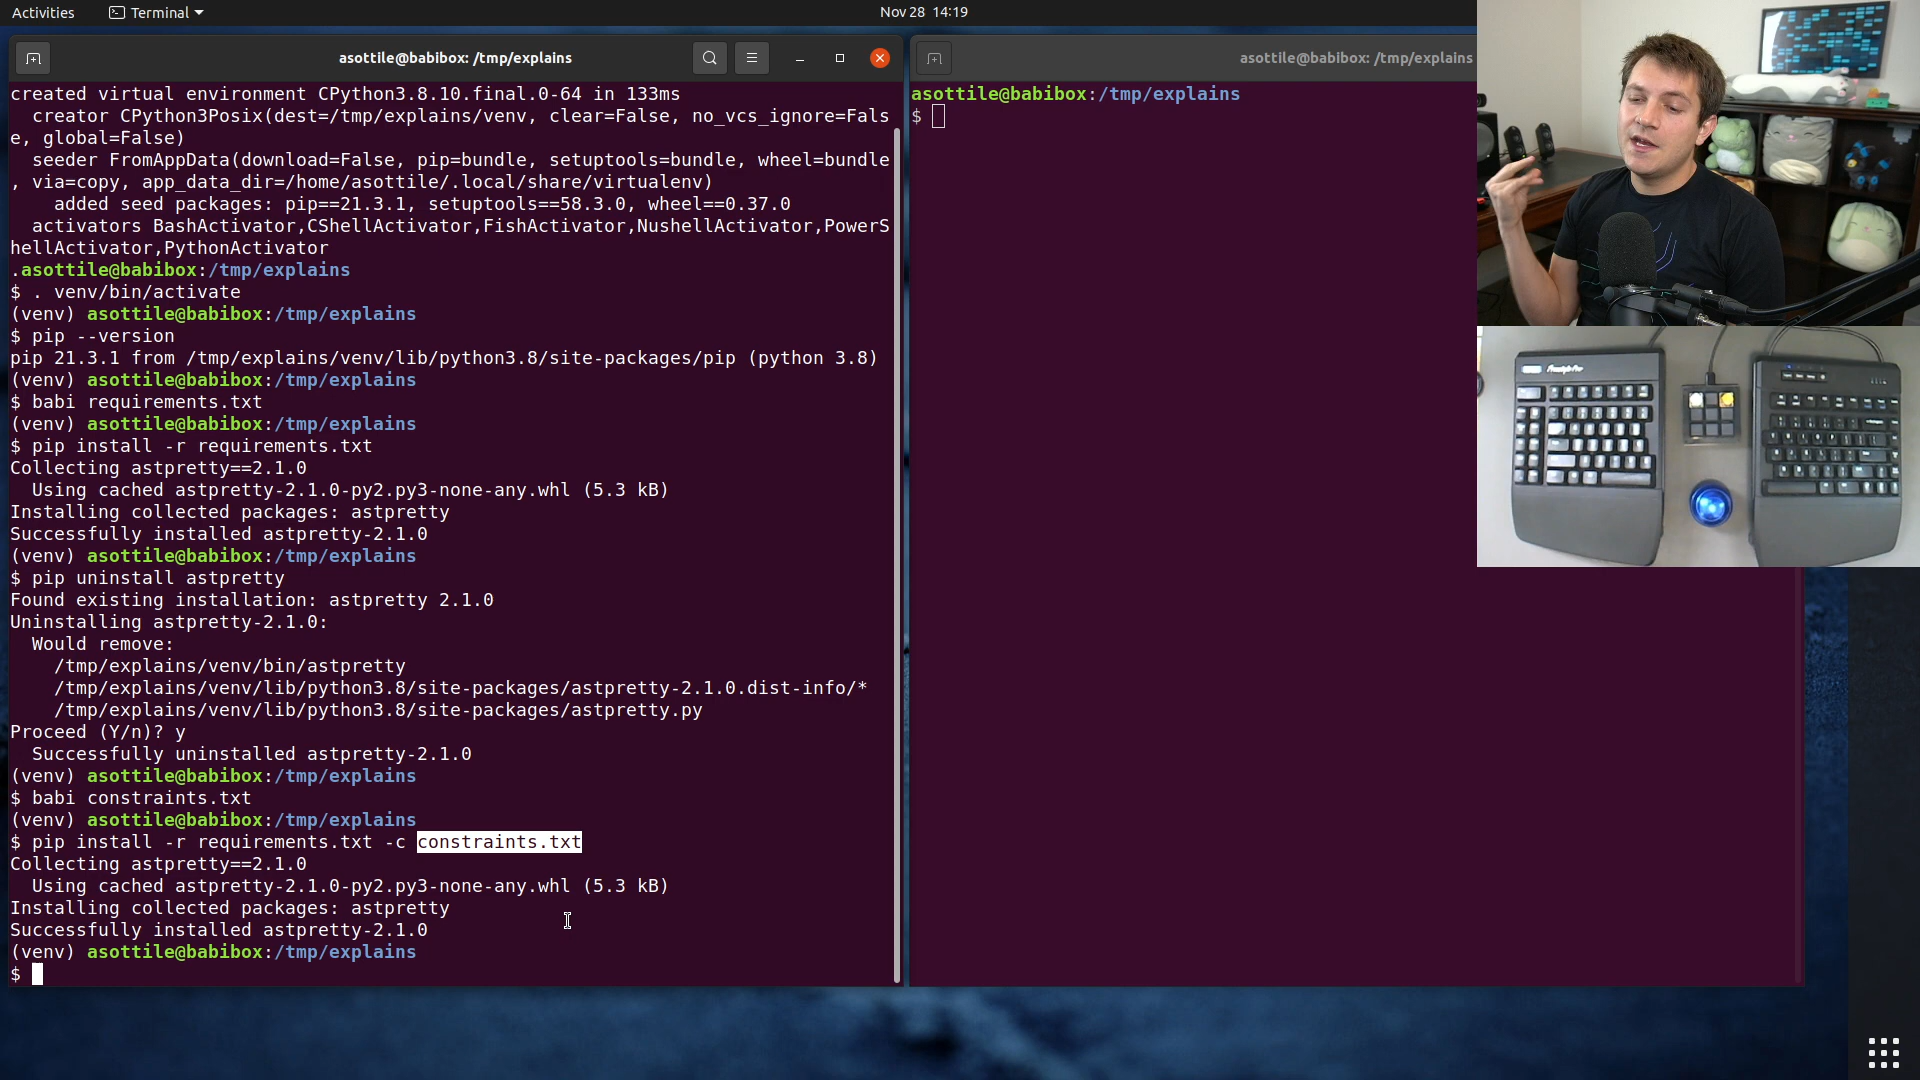 Activities
Terminal
Nov 28 14:19
asottile@babibox: /tmp/explains
created virtual environment CPython3.8.10.final.0-64 in 133ms
  creator CPython3Posix(dest=/tmp/explains/venv, clear=False, no_vcs_ignore=Fals
e, global=False)
  seeder FromAppData(download=False, pip=bundle, setuptools=bundle, wheel=bundle
, via=copy, app_data_dir=/home/asottile/.local/share/virtualenv)
    added seed packages: pip==21.3.1, setuptools==58.3.0, wheel==0.37.0
  activators BashActivator,CShellActivator,FishActivator,NushellActivator,PowerS
hellActivator,PythonActivator
.asottile@babibox:/tmp/explains
$ . venv/bin/activate
(venv) asottile@babibox:/tmp/explains
$ pip --version
pip 21.3.1 from /tmp/explains/venv/lib/python3.8/site-packages/pip (python 3.8)
(venv) asottile@babibox:/tmp/explains
$ babi requirements.txt
(venv) asottile@babibox:/tmp/explains
$ pip install -r requirements.txt
Collecting astpretty==2.1.0
  Using cached astpretty-2.1.0-py2.py3-none-any.whl (5.3 kB)
Installing collected packages: astpretty
Successfully installed astpretty-2.1.0
(venv) asottile@babibox:/tmp/explains
$ pip uninstall astpretty
Found existing installation: astpretty 2.1.0
Uninstalling astpretty-2.1.0:
  Would remove:
    /tmp/explains/venv/bin/astpretty
    /tmp/explains/venv/lib/python3.8/site-packages/astpretty-2.1.0.dist-info/*
    /tmp/explains/venv/lib/python3.8/site-packages/astpretty.py
Proceed (Y/n)? y
  Successfully uninstalled astpretty-2.1.0
(venv) asottile@babibox:/tmp/explains
$ babi constraints.txt
(venv) asottile@babibox:/tmp/explains
$ pip install -r requirements.txt -c constraints.txt
Collecting astpretty==2.1.0
  Using cached astpretty-2.1.0-py2.py3-none-any.whl (5.3 kB)
Installing collected packages: astpretty
Successfully installed astpretty-2.1.0
(venv) asottile@babibox:/tmp/explains
$
asottile@babibox: /tmp/explains
asottile@babibox:/tmp/explains
$